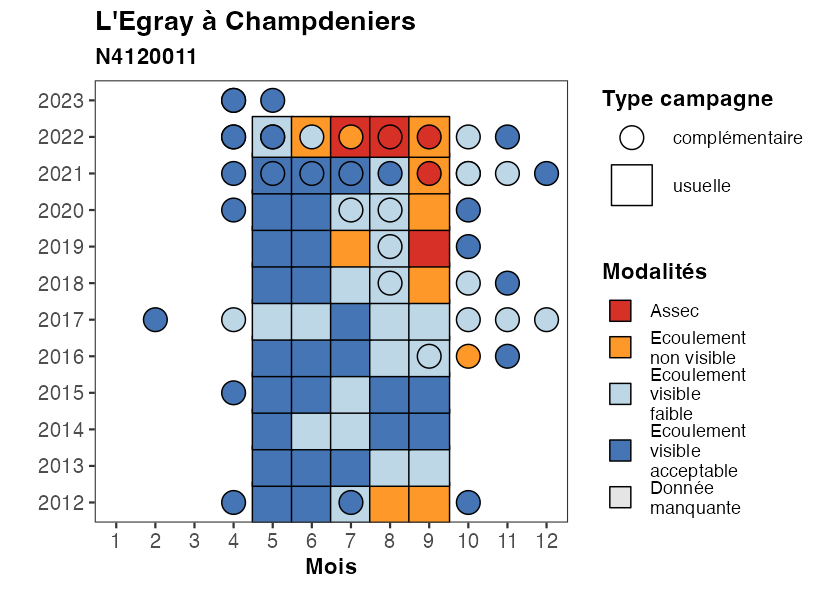 L'Egray à Champdeniers
N4120011
2023
2022
2021
2020
2019
2018
2017
2016
2015
2014
2013
2012
1 2 3 4 5 6 7 8 9 10 11 12
Mois
Type campagne
complémentaire
usuelle
Modalités
Assec
Ecoulement
non visible
Ecoulement
visible
faible
Ecoulement
visible
acceptable
Donnée
manquante